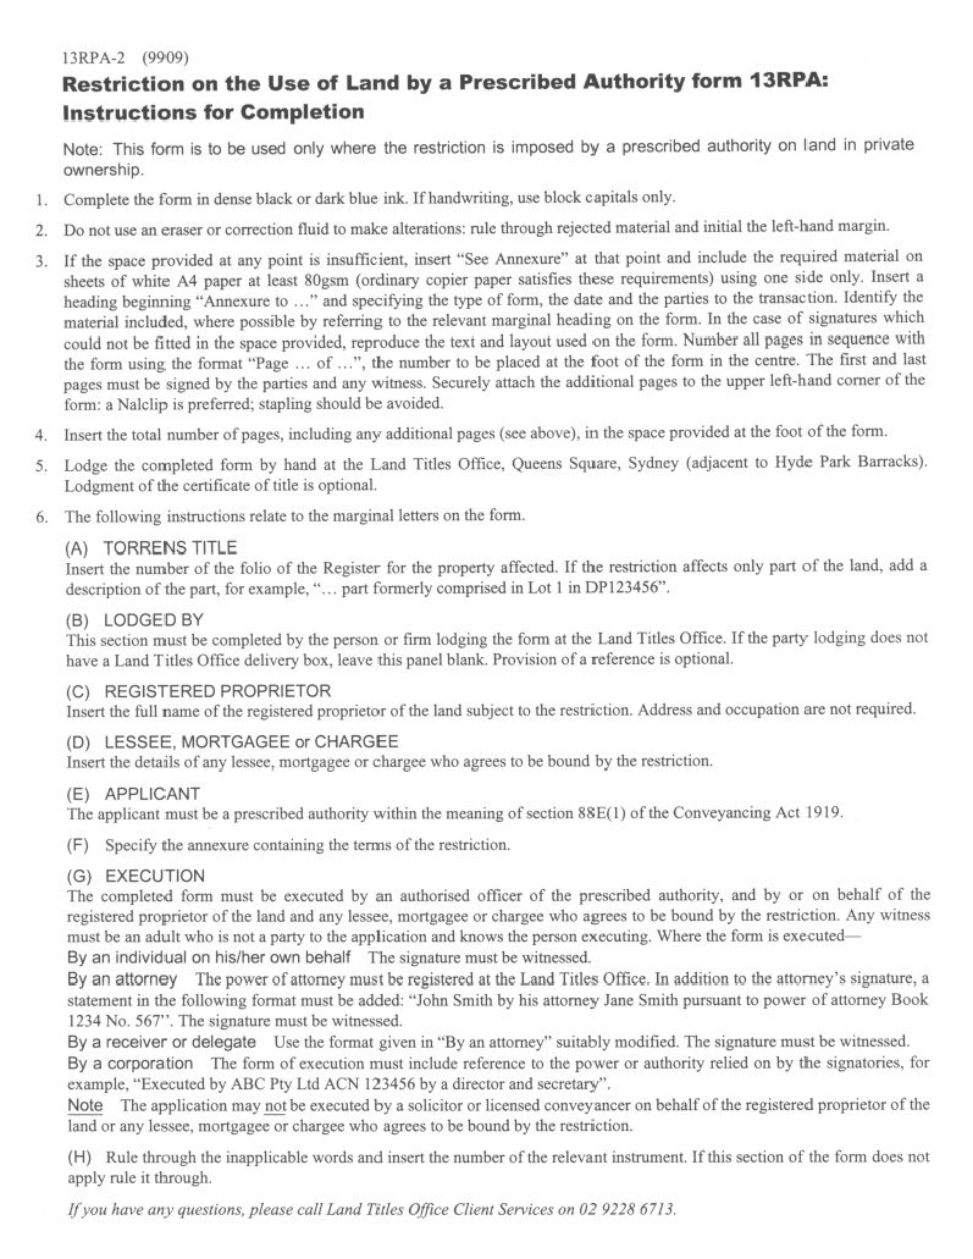 13RPA-2 (9909)
Restriction on the Use of Land by a Prescribed Authority form 13RPA:
Instructions for Completion
Note: This form is to be used only where the restriction is imposed by a prescribed authority on land in private
ownership.
1. Complete the form in dense black or dark blue ink. If handwriting, use block capitals only.
2. Do not use an eraser or correction fluid to make alterations: rule through rejected material and initial the left-hand margin.
3. If the space provided at any point is insufficient, insert “See Annexure” at that point and include the required material on
sheets of white A4 paper at least 80gsm (ordinary copier paper satisfies these requirements) using one side only. Insert a
heading beginning “Annexure to ...” and specifying the type of form, the date and the parties to the transaction. Identify the
material included, where possible by referring to the relevant marginal heading on the form. In the case of signatures which
could not be fitted in the space provided, reproduce the text and layout used on the form. Number all pages in sequence with
the form using the format “Page ... of ...”, the number to be placed at the foot of the form in the centre. The first and last
pages must be signed by the parties and any witness. Securely attach the additional pages to the upper left-hand corner of the
form: a Nalclip is preferred; stapling should be avoided.
4. Insert the total number of pages, including any additional pages (see above), in the space provided at the foot of the form.
5. Lodge the completed form by hand at the Land Titles Office, Queens Square, Sydney (adjacent to Hyde Park Barracks).
Lodgment of the certificate of title is optional.
6. The following instructions relate to the marginal letters on the form.
(A) TORRENS TITLE
Insert the number of the folio of the Register for the property affected. If the restriction affects only part of the land, add a
description of the part, for example, “... part formerly comprised in Lot 1 in DP123456”.
(B) LODGED BY
This section must be completed by the person or firm lodging the form at the Land Titles Office. If the party lodging does not
have a Land Titles Office delivery box, leave this panel blank. Provision of a reference is optional.
(C) REGISTERED PROPRIETOR
Insert the full name of the registered proprietor of the land subject to the restriction. Address and occupation are not required.
(D) LESSEE, MORTGAGEE or CHARGEE
Insert the details of any lessee, mortgagee or chargee who agrees to be bound by the restriction.
(E) APPLICANT
The applicant must be a prescribed authority within the meaning of section 88E(1) of the Conveyancing Act 1919.
(F) Specify the annexure containing the terms of the restriction.
(G) EXECUTION
The completed form must be executed by an authorised officer of the prescribed authority, and by or on behalf of the
registered proprietor of the land and any lessee, mortgagee or chargee who agrees to be bound by the restriction. Any witness
must be an adult who is not a party to the application and knows the person executing. Where the form is executed—
By an individual on his/her own behalf The signature must be witnessed.
By an attorney The power of attorney must be registered at the Land Titles Office. In addition to the attorney’s signature, a
statement in the following format must be added: “John Smith by his attorney Jane Smith pursuant to power of attorney Book
1234 No. 567”. The signature must be witnessed.
By a receiver or delegate Use the format given in “By an attorney” suitably modified. The signature must be witnessed.
By a corporation The form of execution must include reference to the power or authority relied on by the signatories, for
example, “Executed by ABC Pty Ltd ACN 123456 by a director and secretary”.
Note The application may not be executed by a solicitor or licensed conveyancer on behalf of the registered proprietor of the
land or any lessee, mortgagee or chargee who agrees to be bound by the restriction.
(H) Rule through the inapplicable words and insert the number of the relevant instrument. If this section of the form does not
apply rule it through.
If you have any questions, please call Land Titles Office Client Services on 02 9228 6713.